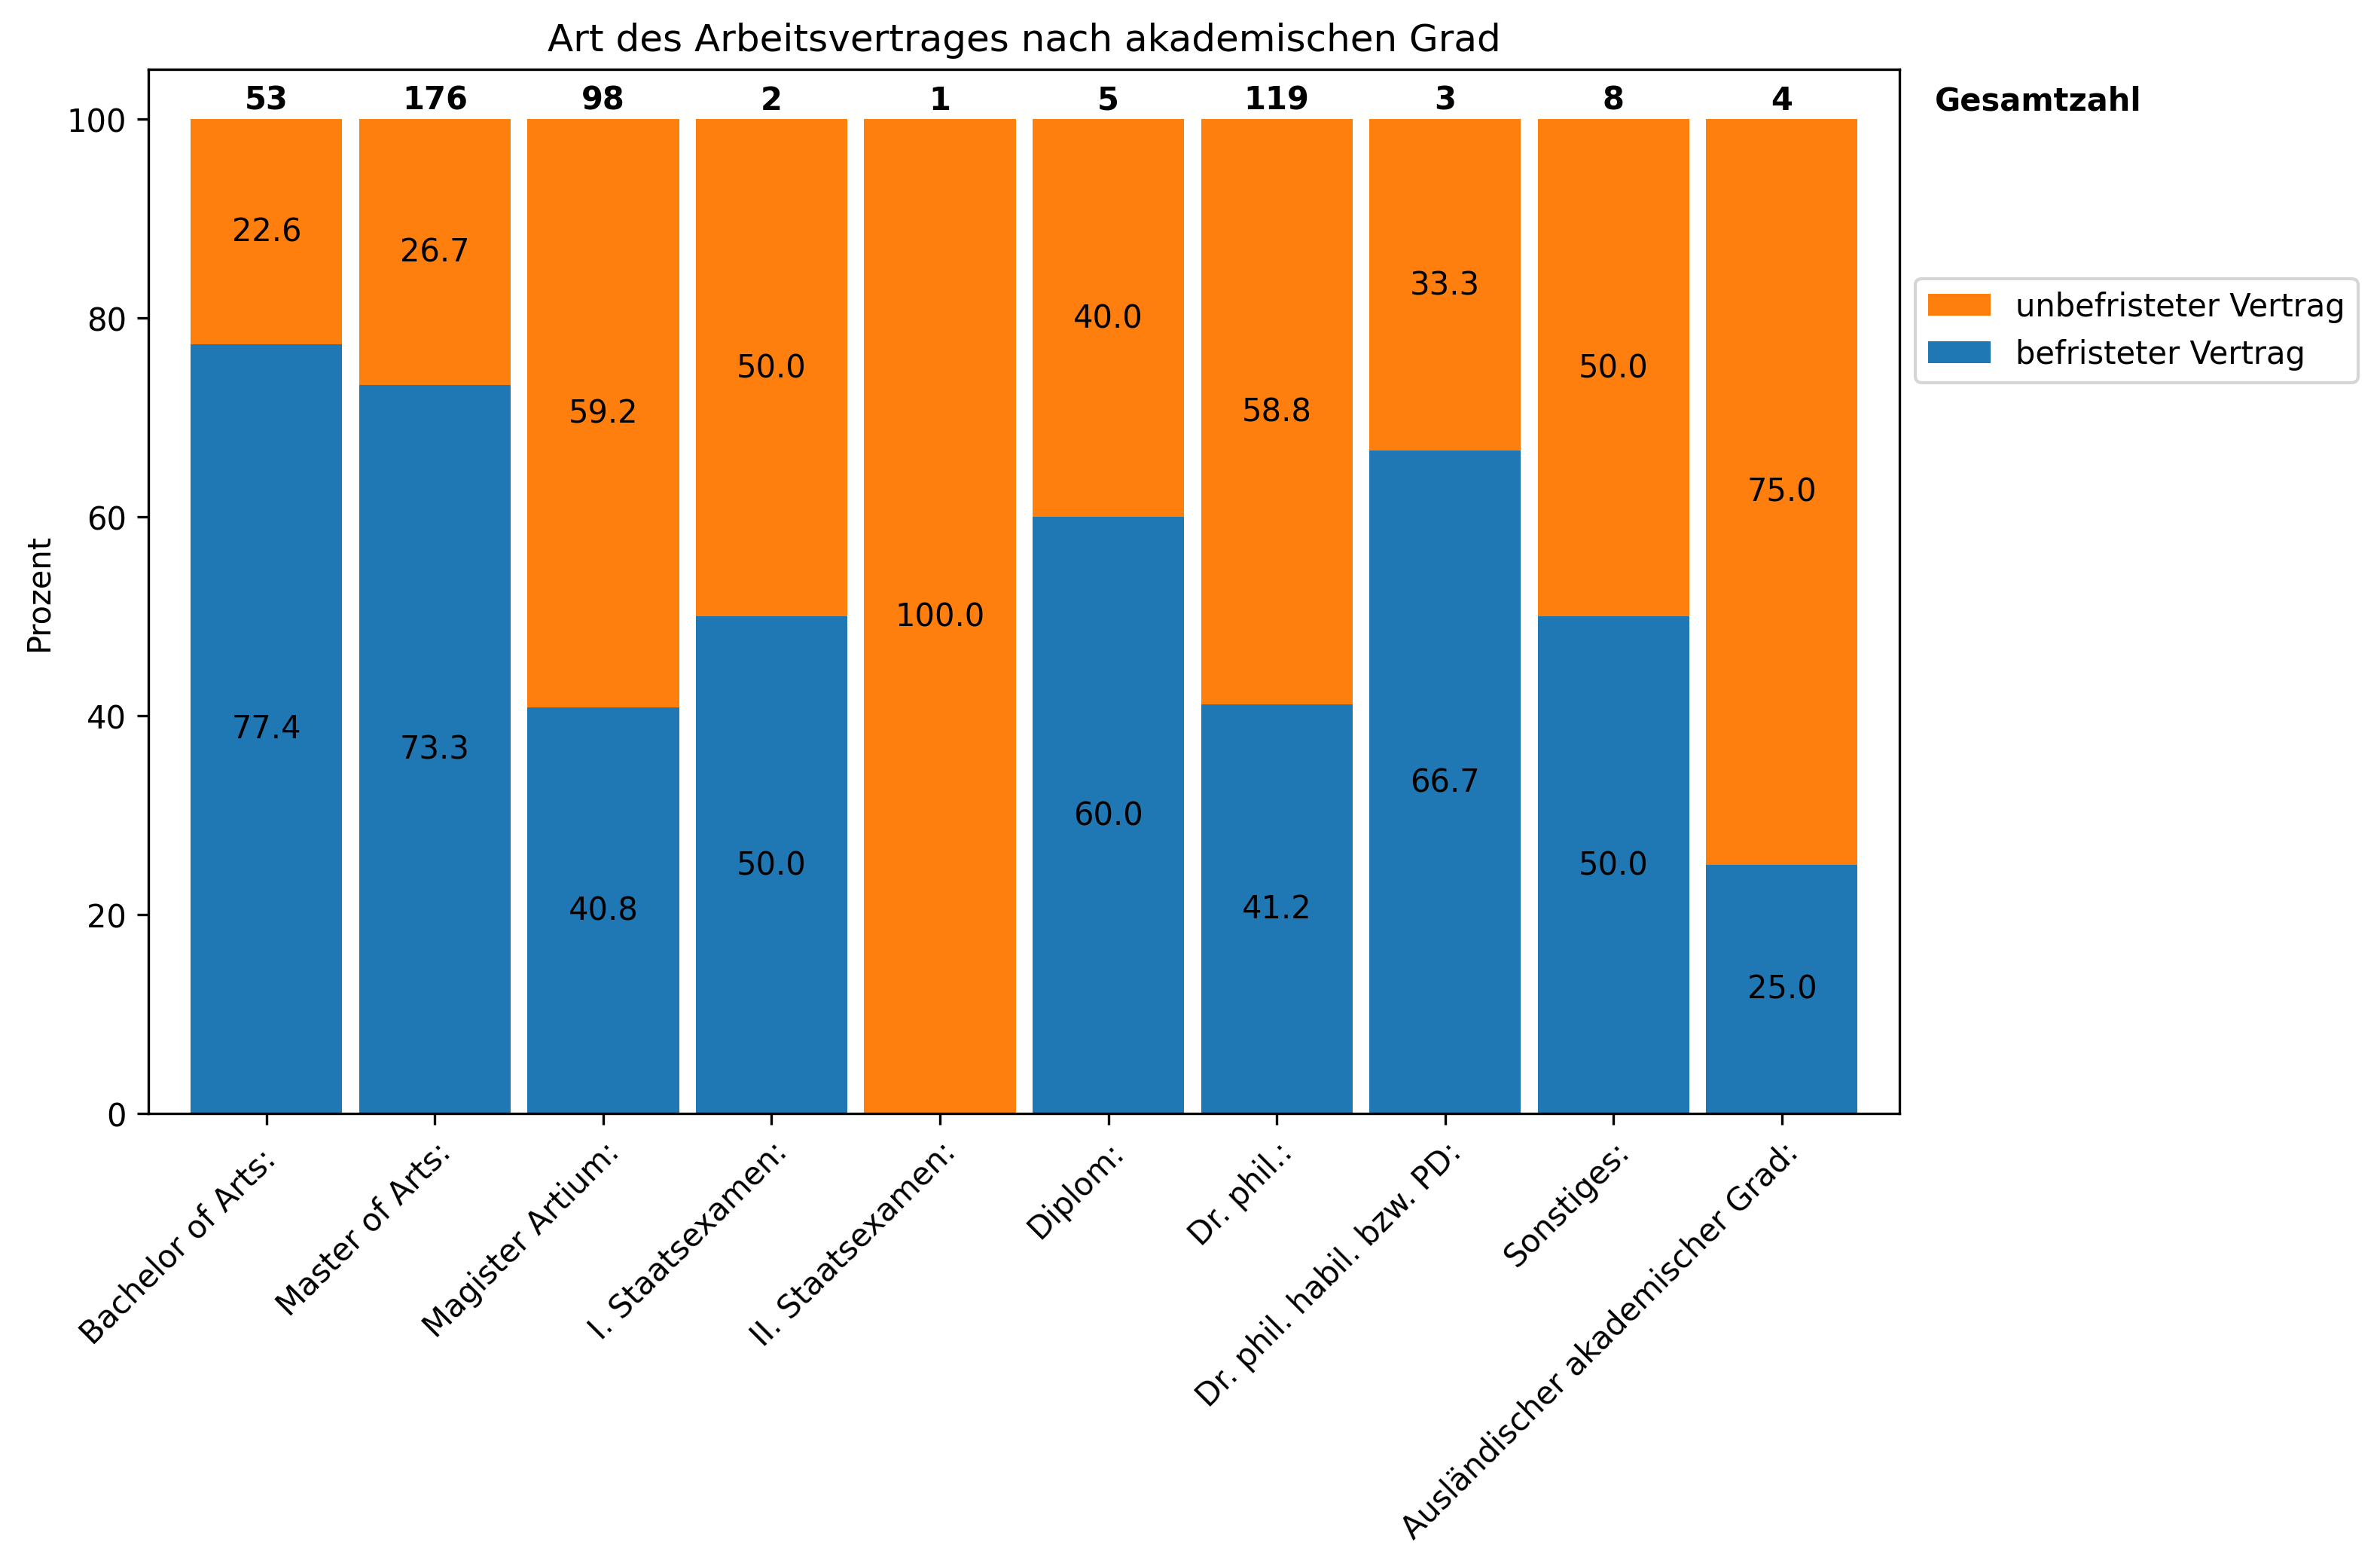 Art des Arbeitsvertrages nach akademischen Grad
53 176 98 2 1 5 119 3 8 4 Gesamtzahl
100
80
60
40
20
0
Prozent
22.6 26.7 59.2 50.0 100.0 40.0 58.8 33.3 50.0 75.0
77.4 73.3 40.8 50.0 60.0 41.2 66.7 50.0 25.0
unbefristeter Vertrag
befristeter Vertrag
Bachelor of Arts:
Master of Arts:
Magister Artium:
I. Staatsexamen:
II. Staatsexamen:
Diplom:
Dr. phil.:
Dr. phil. habil. bzw. PD:
Sonstiges:
Ausländischer akademischer Grad: